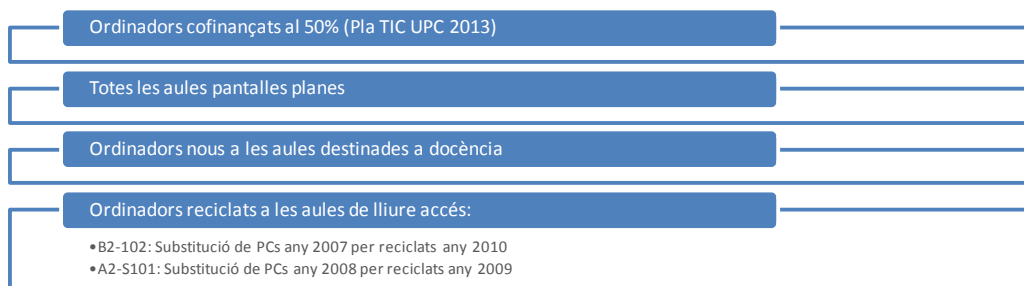 Ordinadors cofinançats al 50% (Pla TIC UPC 2013)
Totes les aules pantalles planes
Ordinadors nous a les aules destinades a docència
Ordinadors reciclats a les aules de lliure accés:
•B2-102: Substitució de PCs any 2007 per reciclats any 2010
•A2-S101: Substitució de PCs any 2008 per reciclats any 2009